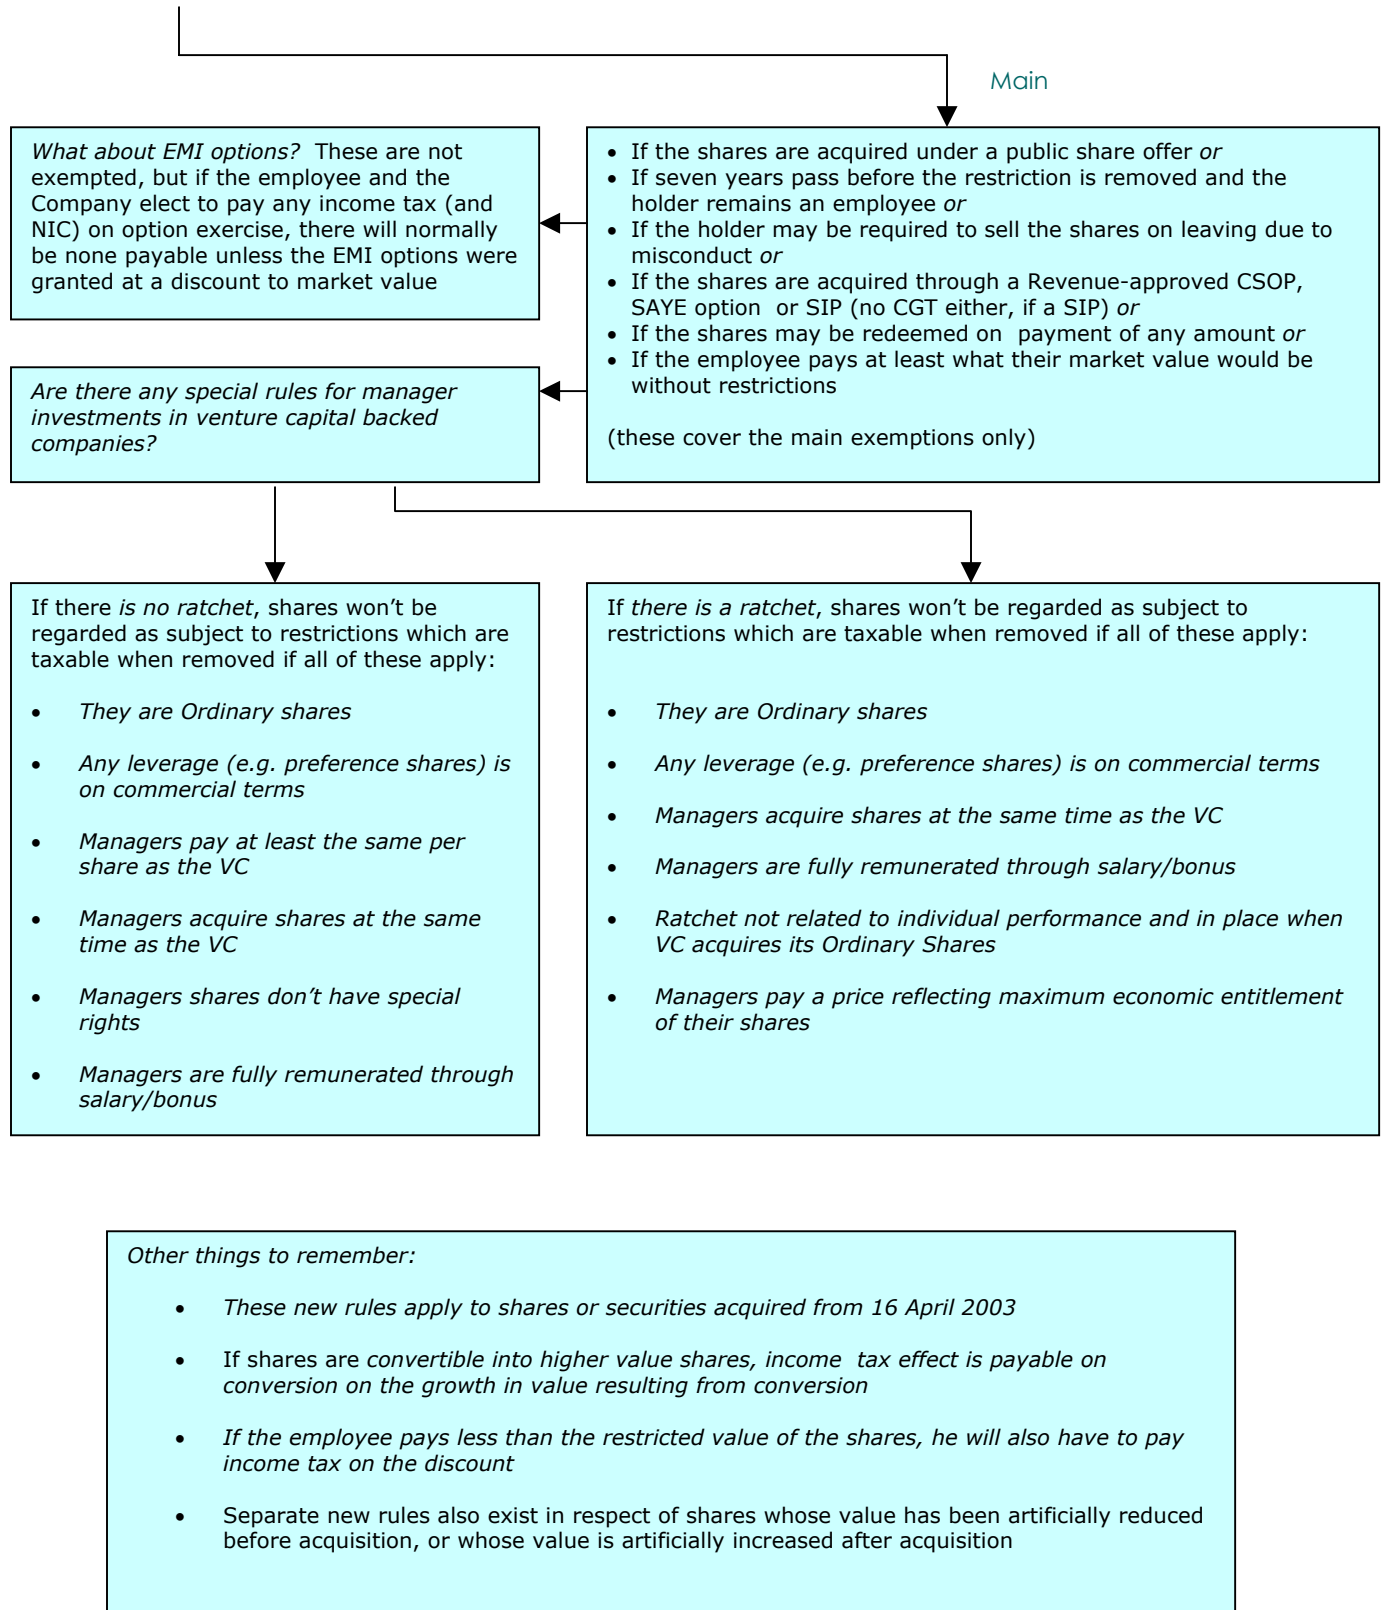 Main
What about EMI options? These are not
exempted, but if the employee and the
Company elect to pay any income tax (and
NIC) on option exercise, there will normally
be none payable unless the EMI options were
granted at a discount to market value
• If the shares are acquired under a public share offer or
• If seven years pass before the restriction is removed and the
holder remains an employee or
• If the holder may be required to sell the shares on leaving due to
misconduct or
• If the shares are acquired through a Revenue-approved CSOP,
SAYE option or SIP (no CGT either, if a SIP) or
• If the shares may be redeemed on payment of any amount or
• If the employee pays at least what their market value would be
without restrictions
(these cover the main exemptions only)
Are there any special rules for manager
investments in venture capital backed
companies?
If there is no ratchet, shares won't be
regarded as subject to restrictions which are
taxable when removed if all of these apply:
• They are Ordinary shares
• Any leverage (e.g. preference shares) is
on commercial terms
• Managers pay at least the same per
share as the VC
• Managers acquire shares at the same
time as the VC
• Managers shares don't have special
rights
• Managers are fully remunerated through
salary/bonus
If there is a ratchet, shares won't be regarded as subject to
restrictions which are taxable when removed if all of these apply:
• They are Ordinary shares
• Any leverage (e.g. preference shares) is on commercial terms
• Managers acquire shares at the same time as the VC
• Managers are fully remunerated through salary/bonus
• Ratchet not related to individual performance and in place when
VC acquires its Ordinary Shares
• Managers pay a price reflecting maximum economic entitlement
of their shares
Other things to remember:
• These new rules apply to shares or securities acquired from 16 April 2003
• If shares are convertible into higher value shares, income tax effect is payable on
conversion on the growth in value resulting from conversion
• If the employee pays less than the restricted value of the shares, he will also have to pay
income tax on the discount
• Separate new rules also exist in respect of shares whose value has been artificially reduced
before acquisition, or whose value is artificially increased after acquisition